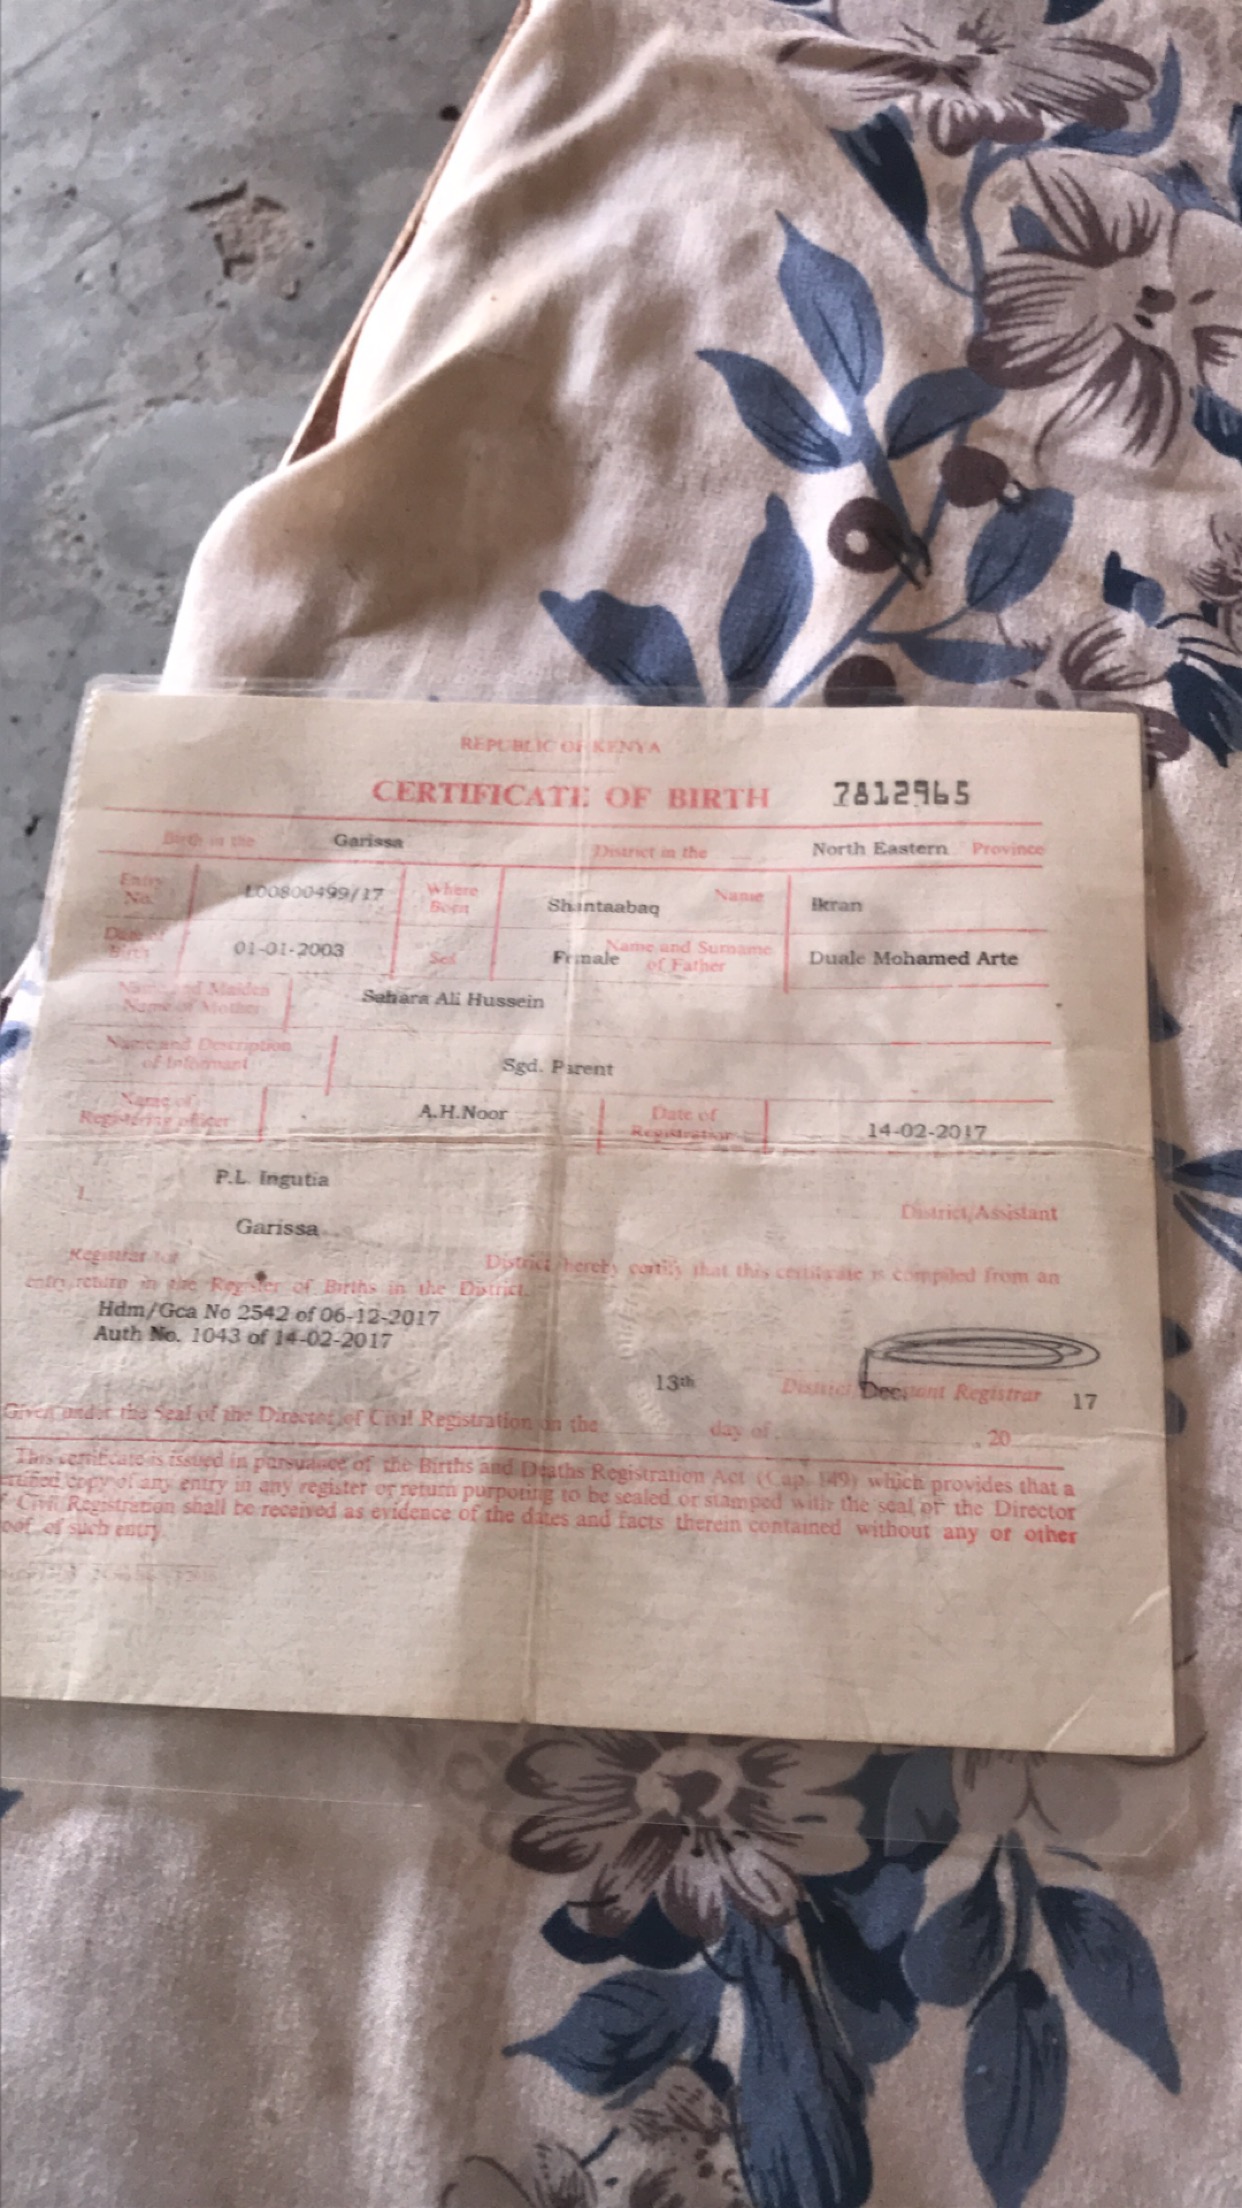 REPUBLIC OF KENYA
CERTIFICATE OF BIRTH 7812965
Birth in the Garissa District in the North Eastern Province
Entry No. L00800499/17 Where Born Shantaabaq Name Ikran
Date of Birth 01-01-2003 Sex Female Name and Surname of Father Duale Mohamed Arte
Name and Maiden Name of Mother Sahara Ali Hussein
Name and Description of Informant Sgd. Parent
Name of Registering officer A.H.Noor Date of Registration 14-02-2017
I. P.L. Ingutia District/Assistant
Garissa
Registrar for District, hereby certify that this certificate is compiled from an
entry/return in the Register of Births in the District.
Hdm/Gca No 2542 of 06-12-2017
Auth No. 1043 of 14-02-2017
District Registrar
Given under the Seal of the Director of Civil Registration on the 13th day of Dec. 20 17
This certificate is issued in pursuance of the Births and Deaths Registration Act (Cap. 149) which provides that a
copy of any entry in any register or return purpoting to be sealed or stamped with the seal of the Director
Civil Registration shall be received as evidence of the dates and facts therein contained without any or other
of such entry.